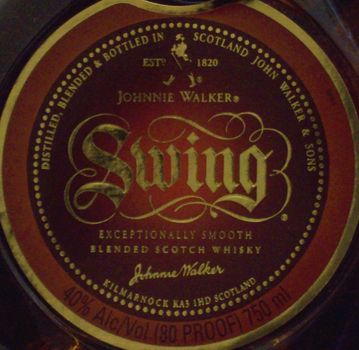 DISTILLED, BLENDED & BOTTLED IN SCOTLAND JOHN WALKER & SONS
ESTD 1820
JOHNNIE WALKER®
Swing ®
EXCEPTIONALLY SMOOTH
BLENDED SCOTCH WHISKY
Johnnie Walker
KILMARNOCK KA3 1HD SCOTLAND
40% Alc/Vol (80 PROOF) 750 ml